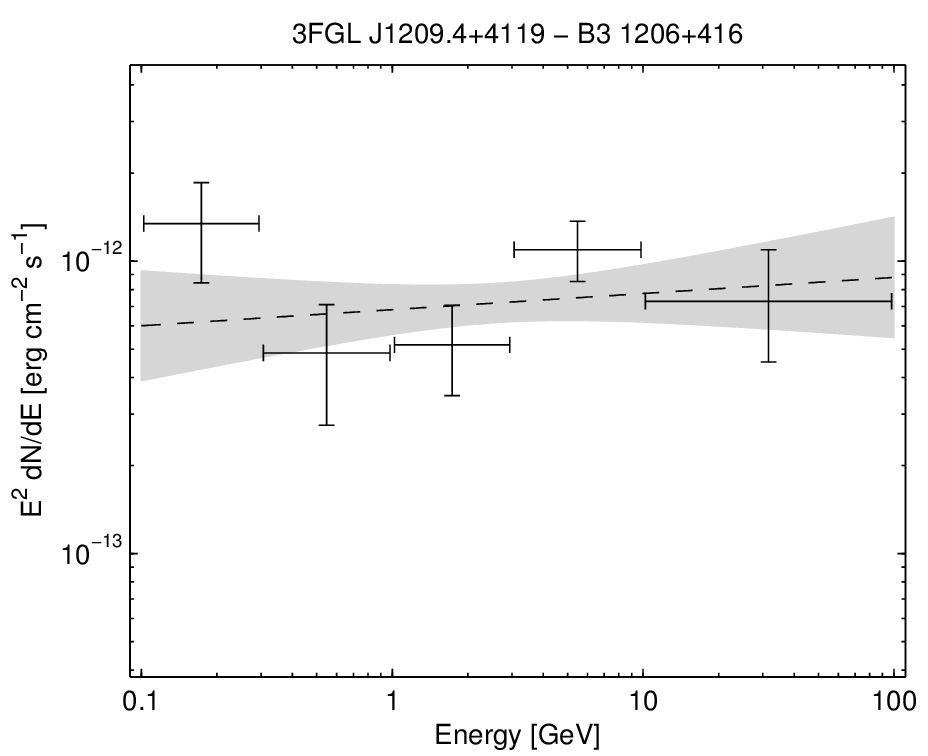 3FGL J1209.4+4119 − B3 1206+416
E² dN/dE [erg cm⁻² s⁻¹]
10⁻¹²
10⁻¹³
0.1 1 10 100
Energy [GeV]